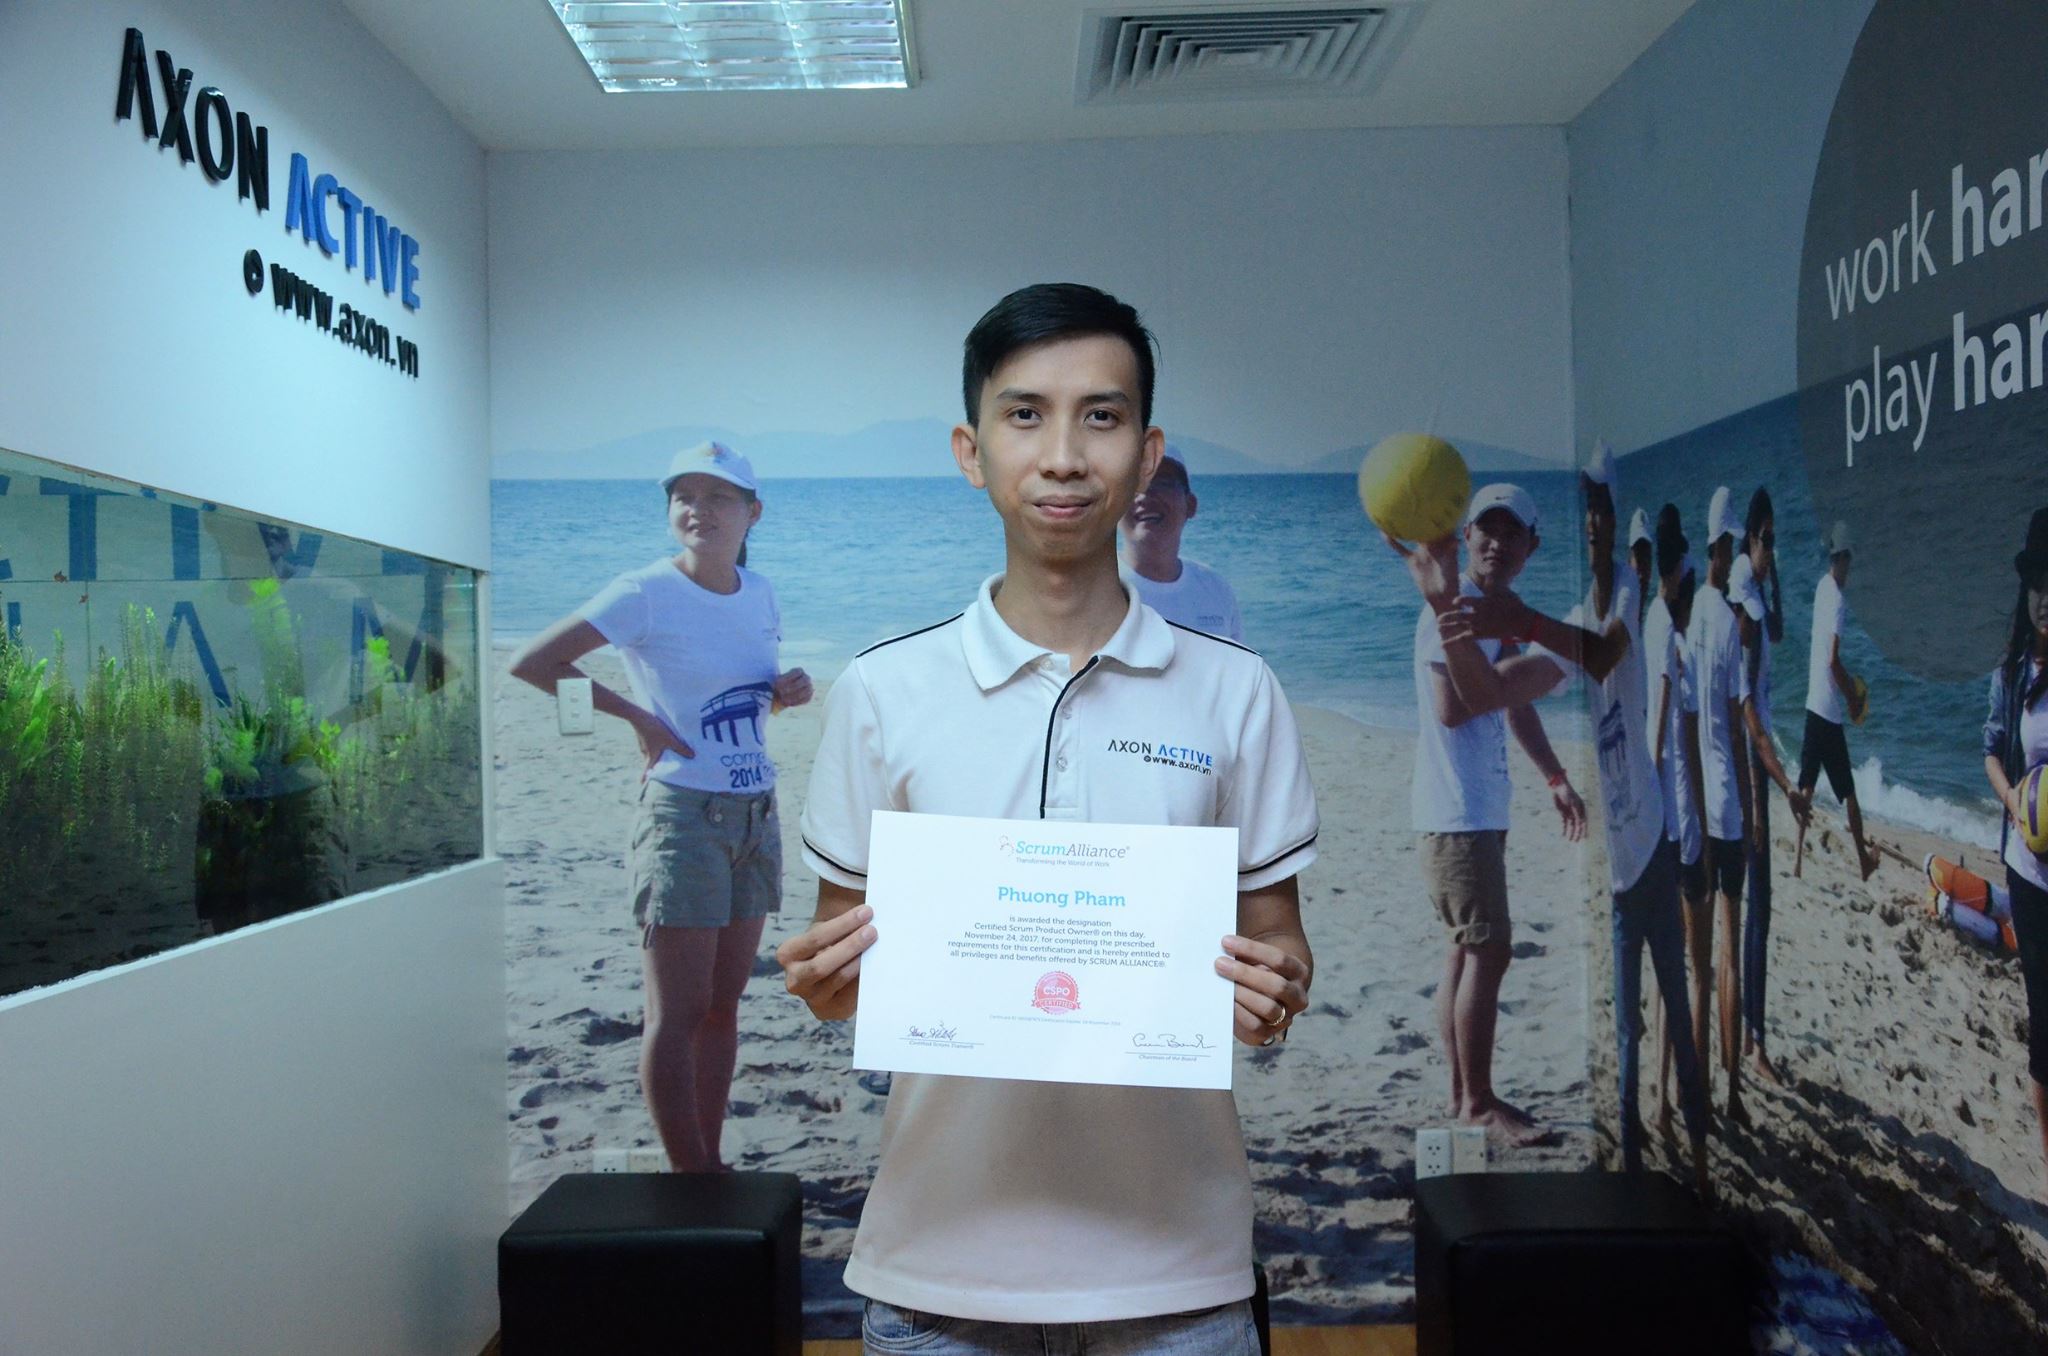 AXON ACTIVE
www.axon.vn
work har
play har
COMP
2014
AXON ACTIVE
www.axon.vn
ScrumAlliance®
Transforming the World of Work
Phuong Pham
is awarded the designation
Certified Scrum Product Owner® on this day,
November 24, 2017, for completing the prescribed
requirements for this certification and is hereby entitled to
all privileges and benefits offered by SCRUM ALLIANCE®.
CSPO
CERTIFIED
Certified Scrum Trainer®
Chairman of the Board